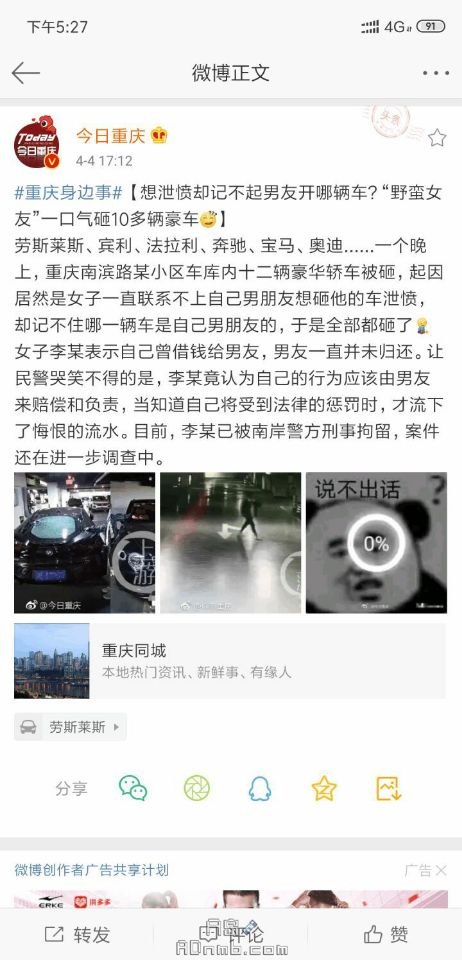 下午5:27
4G
91
微博正文
头条
Today
今日重庆
今日重庆
4-4 17:12
#重庆身边事#【想泄愤却记不起男友开哪辆车？“野蛮女
友”一口气砸10多辆豪车】
劳斯莱斯、宾利、法拉利、奔驰、宝马、奥迪......一个晚
上，重庆南滨路某小区车库内十二辆豪华轿车被砸，起因
居然是女子一直联系不上自己男朋友想砸他的车泄愤，
却记不住哪一辆车是自己男朋友的，于是全部都砸了
女子李某表示自己曾借钱给男友，男友一直并未归还。让
民警哭笑不得的是，李某竟认为自己的行为应该由男友
来赔偿和负责，当知道自己将受到法律的惩罚时，才流下
了悔恨的流水。目前，李某已被南岸警方刑事拘留，案件
还在进一步调查中。
上游
@今日重庆
说不出话
?
0%
重庆同城
本地热门资讯、新鲜事、有缘人
劳斯莱斯
分享
微博创作者广告共享计划
广告
ERKE
拼多多
转发
评论
赞
ADnmb.com